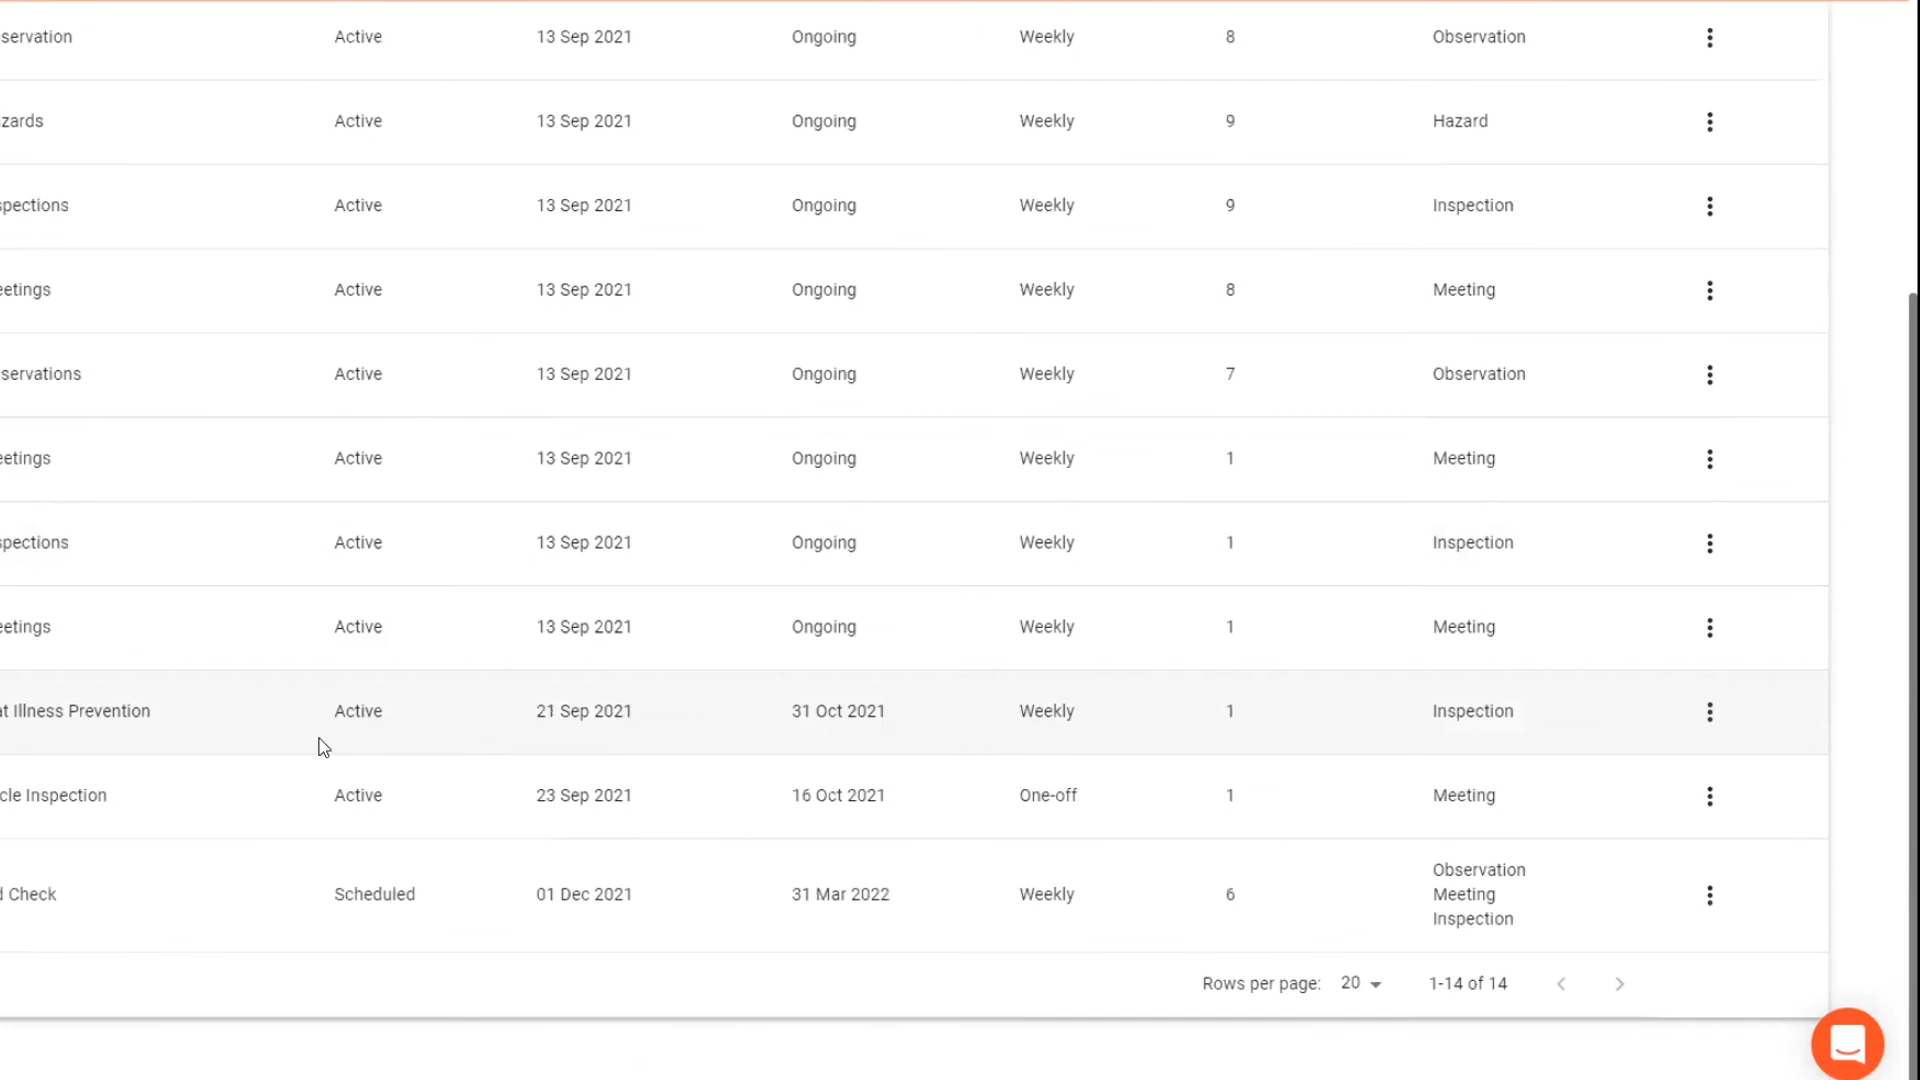 servation Active 13 Sep 2021 Ongoing Weekly 8 Observation
zards Active 13 Sep 2021 Ongoing Weekly 9 Hazard
spections Active 13 Sep 2021 Ongoing Weekly 9 Inspection
eetings Active 13 Sep 2021 Ongoing Weekly 8 Meeting
servations Active 13 Sep 2021 Ongoing Weekly 7 Observation
eetings Active 13 Sep 2021 Ongoing Weekly 1 Meeting
spections Active 13 Sep 2021 Ongoing Weekly 1 Inspection
eetings Active 13 Sep 2021 Ongoing Weekly 1 Meeting
at Illness Prevention Active 21 Sep 2021 31 Oct 2021 Weekly 1 Inspection
cle Inspection Active 23 Sep 2021 16 Oct 2021 One-off 1 Meeting
d Check Scheduled 01 Dec 2021 31 Mar 2022 Weekly 6 Observation
Meeting
Inspection
Rows per page: 20 1-14 of 14